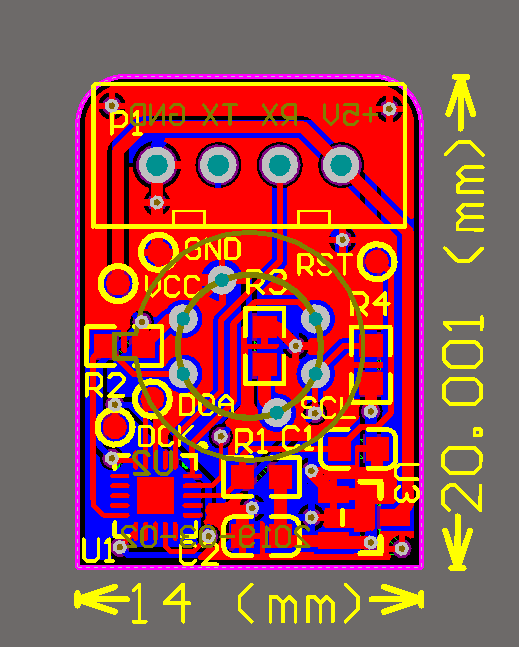 P1
GND TX RX +5V
GND
VCC
RST
R3
R4
R2
DOA
SCL
DCK
R1
C1
U2
U3
U1
C2
20.001 (mm)
14 (mm)